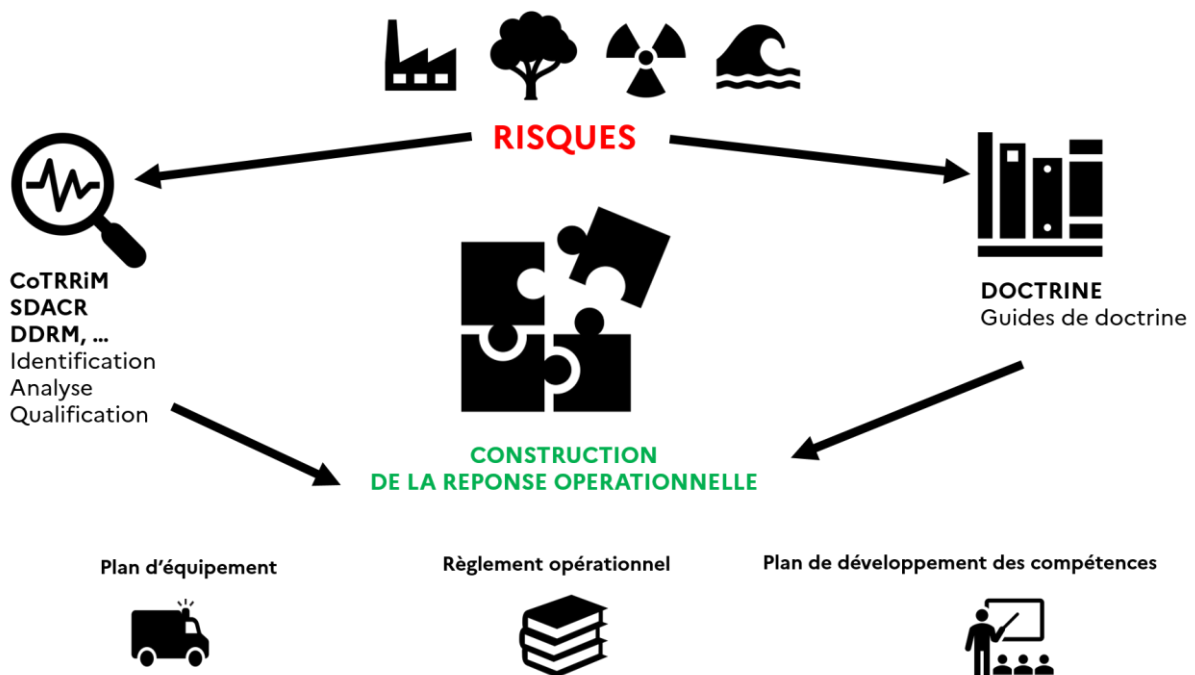 RISQUES
CoTRRiM
SDACR
DDRM, ...
Identification
Analyse
Qualification
DOCTRINE
Guides de doctrine
CONSTRUCTION
DE LA REPONSE OPERATIONNELLE
Plan d’équipement
Règlement opérationnel
Plan de développement des compétences